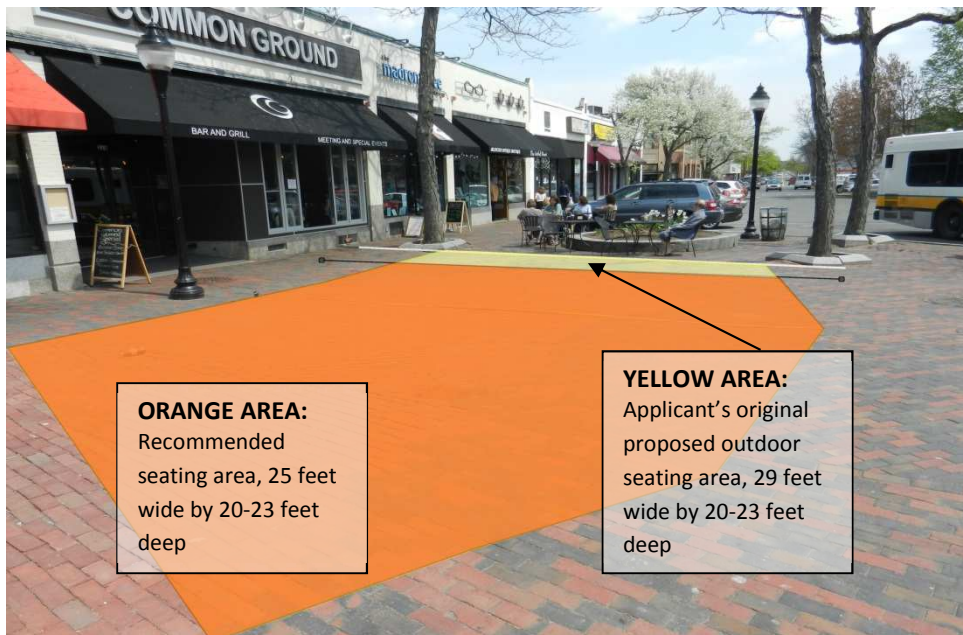 COMMON GROUND
BAR AND GRILL
MEETING AND SPECIAL EVENTS
ORANGE AREA:
Recommended
seating area, 25 feet
wide by 20-23 feet
deep
YELLOW AREA:
Applicant's original
proposed outdoor
seating area, 29 feet
wide by 20-23 feet
deep